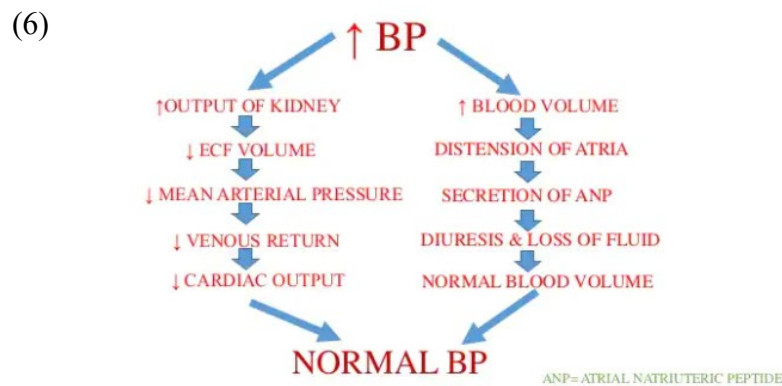 (6)
↑ BP
↑OUTPUT OF KIDNEY
↓ ECF VOLUME
↓ MEAN ARTERIAL PRESSURE
↓ VENOUS RETURN
↓ CARDIAC OUTPUT
↑ BLOOD VOLUME
DISTENSION OF ATRIA
SECRETION OF ANP
DIURESIS & LOSS OF FLUID
NORMAL BLOOD VOLUME
NORMAL BP
ANP= ATRIAL NATRIUTERIC PEPTIDE